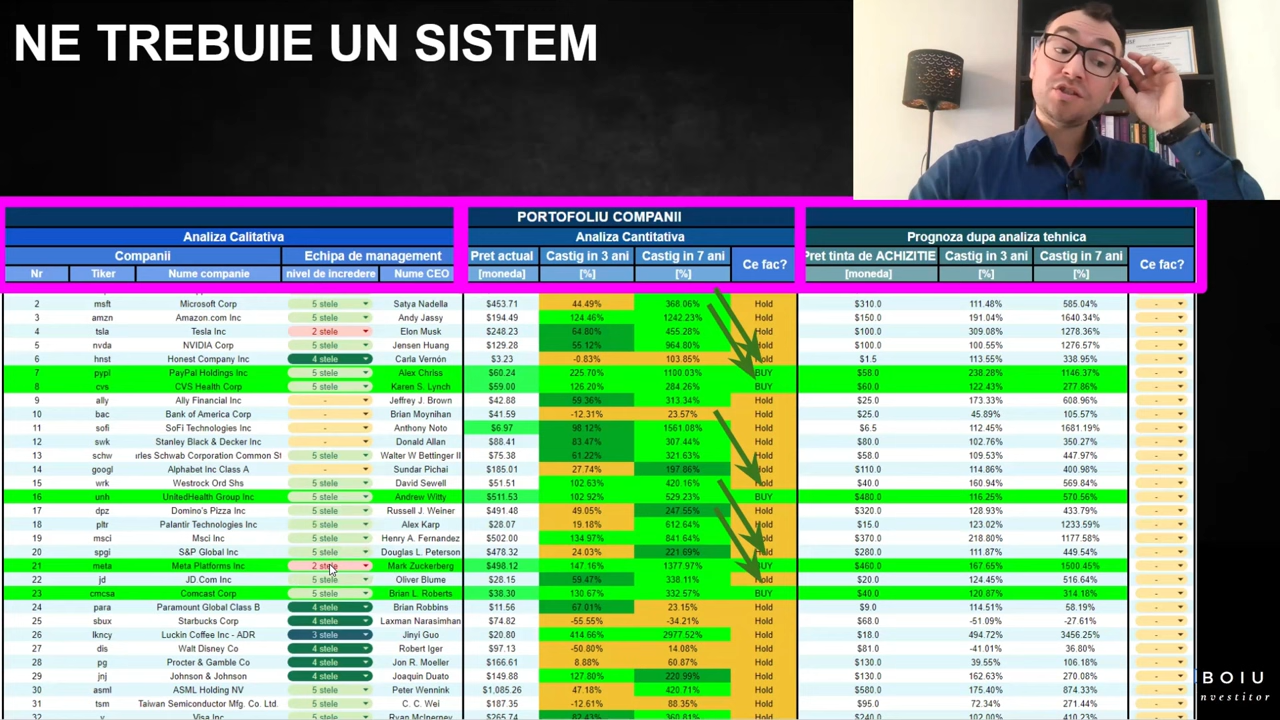 NE TREBUIE UN SISTEM
PORTOFOLIU COMPANII
Analiza Calitativa Analiza Cantitativa Prognoza dupa analiza tehnica
Companii Echipa de management Pret actual Castig in 3 ani Castig in 7 ani Ce fac? Pret tinta de ACHIZITIE Castig in 3 ani Castig in 7 ani Ce fac?
Nr Tiker Nume companie nivel de incredere Nume CEO [moneda] [%] [%] [moneda] [%] [%]
2 msft Microsoft Corp 5 stele Satya Nadella $453.71 44.49% 368.06% Hold $310.0 111.48% 585.04% -
3 amzn Amazon.com Inc 5 stele Andy Jassy $194.49 124.46% 1242.23% Hold $150.0 191.04% 1640.34% -
4 tsla Tesla Inc 2 stele Elon Musk $248.23 64.80% 455.28% Hold $100.0 309.08% 1278.36% -
5 nvda NVIDIA Corp 5 stele Jensen Huang $129.28 55.12% 964.80% Hold $100.0 100.55% 1276.57% -
6 hnst Honest Company Inc 4 stele Carla Vernón $3.23 -0.83% 103.85% Hold $1.5 113.55% 338.95% -
7 pypl PayPal Holdings Inc 5 stele Alex Chriss $60.24 225.70% 1100.03% BUY $58.0 238.28% 1146.37% -
8 cvs CVS Health Corp 5 stele Karen S. Lynch $59.00 126.20% 284.26% BUY $60.0 122.43% 277.86% -
9 ally Ally Financial Inc - Jeffrey J. Brown $42.88 59.36% 313.34% Hold $25.0 173.33% 608.96% -
10 bac Bank of America Corp - Brian Moynihan $41.59 -12.31% 23.57% Hold $25.0 45.89% 105.57% -
11 sofi SoFi Technologies Inc - Anthony Noto $6.97 98.12% 1561.08% Hold $6.5 112.45% 1681.19% -
12 swk Stanley Black & Decker Inc - Donald Allan $88.41 83.47% 307.44% Hold $80.0 102.76% 350.27% -
13 schw rles Schwab Corporation Common St 5 stele Walter W Bettinger II $75.38 61.22% 321.63% Hold $58.0 109.53% 447.97% -
14 googl Alphabet Inc Class A - Sundar Pichai $185.01 27.74% 197.86% Hold $110.0 114.86% 400.98% -
15 wrk Westrock Ord Shs 5 stele David Sewell $51.51 102.63% 420.16% Hold $40.0 160.94% 569.84% -
16 unh UnitedHealth Group Inc 5 stele Andrew Witty $511.53 102.92% 529.23% BUY $480.0 116.25% 570.56% -
17 dpz Domino's Pizza Inc 5 stele Russell J. Weiner $491.48 49.05% 247.55% Hold $320.0 128.93% 433.79% -
18 pltr Palantir Technologies Inc 5 stele Alex Karp $28.07 19.18% 612.64% Hold $15.0 123.02% 1233.59% -
19 msci Msci Inc 5 stele Henry A. Fernandez $502.00 134.97% 841.64% Hold $370.0 218.80% 1177.58% -
20 spgi S&P Global Inc 5 stele Douglas L. Peterson $478.32 24.03% 221.69% Hold $280.0 111.87% 449.54% -
21 meta Meta Platforms Inc 2 stele Mark Zuckerberg $498.12 147.16% 1377.97% BUY $460.0 167.65% 1500.45% -
22 jd JD.Com Inc 5 stele Oliver Blume $28.15 59.47% 338.11% Hold $20.0 124.45% 516.64% -
23 cmcsa Comcast Corp 5 stele Brian L. Roberts $38.30 130.67% 332.57% BUY $40.0 120.87% 314.18% -
24 para Paramount Global Class B 4 stele Brian Robbins $11.56 67.01% 23.15% Hold $9.0 114.51% 58.19% -
25 sbux Starbucks Corp 4 stele Laxman Narasimhan $74.82 -55.55% -34.21% Hold $68.0 -51.09% -27.61% -
26 lkncy Luckin Coffee Inc - ADR 3 stele Jinyi Guo $20.80 414.66% 2977.52% Hold $18.0 494.72% 3456.25% -
27 dis Walt Disney Co 4 stele Robert Iger $97.13 -50.80% 14.08% Hold $81.0 -41.01% 36.80% -
28 pg Procter & Gamble Co 4 stele Jon R. Moeller $166.61 8.88% 60.87% Hold $130.0 39.55% 106.18% -
29 jnj Johnson & Johnson 4 stele Joaquin Duato $149.88 127.80% 220.99% Hold $130.0 162.63% 270.08% -
30 asml ASML Holding NV 5 stele Peter Wennink $1,085.26 47.18% 420.71% Hold $580.0 175.40% 874.33% -
31 tsm Taiwan Semiconductor Mfg. Co. Ltd. 5 stele C. C. Wei $187.35 -12.61% 88.35% Hold $95.0 72.34% 271.44% -
32 v Visa Inc 5 stele Ryan McInerney $265.74 82.43% 360.81% Hold $240.0 102.00% 410.23% -
BOIU
nvestitor